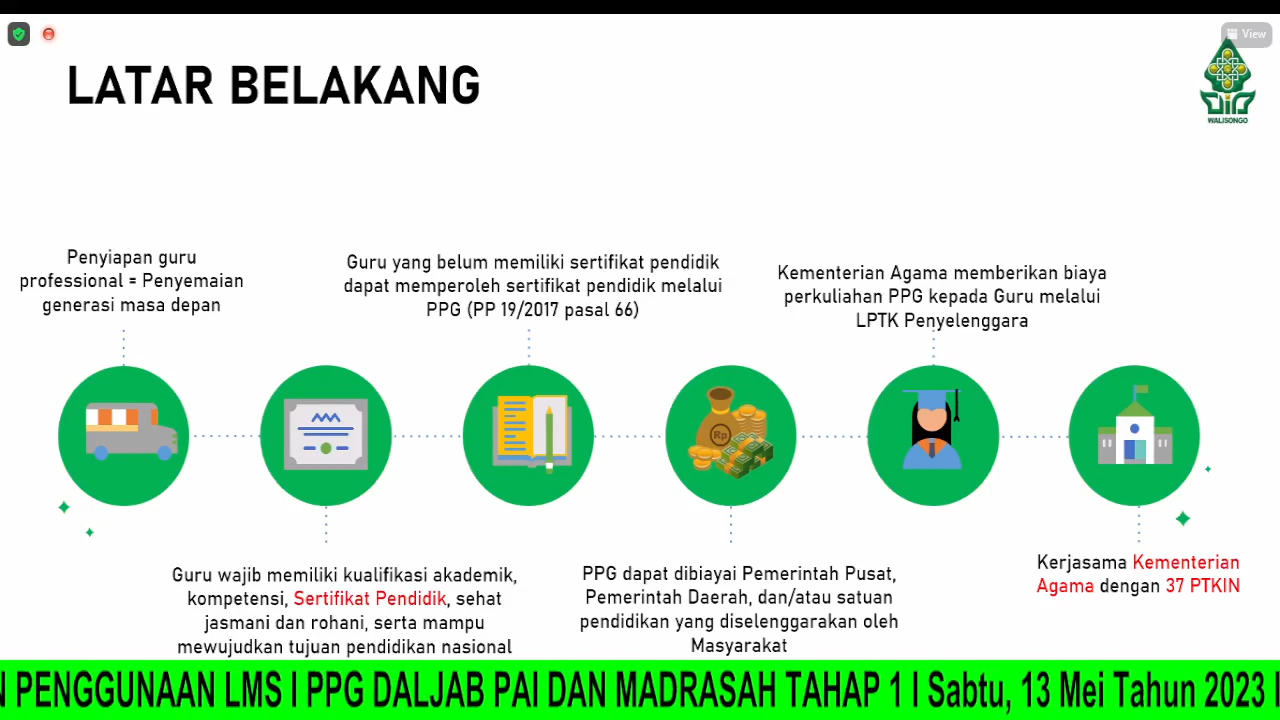 View
LATAR BELAKANG
WALISONGO
Penyiapan guru
professional = Penyemaian
generasi masa depan
Guru yang belum memiliki sertifikat pendidik
dapat memperoleh sertifikat pendidik melalui
PPG (PP 19/2017 pasal 66)
Kementerian Agama memberikan biaya
perkuliahan PPG kepada Guru melalui
LPTK Penyelenggara
Rp
Guru wajib memiliki kualifikasi akademik,
kompetensi, Sertifikat Pendidik, sehat
jasmani dan rohani, serta mampu
mewujudkan tujuan pendidikan nasional
PPG dapat dibiayai Pemerintah Pusat,
Pemerintah Daerah, dan/atau satuan
pendidikan yang diselenggarakan oleh
Masyarakat
Kerjasama Kementerian
Agama dengan 37 PTKIN
N PENGGUNAAN LMS I PPG DALJAB PAI DAN MADRASAH TAHAP 1 I Sabtu, 13 Mei Tahun 2023 I